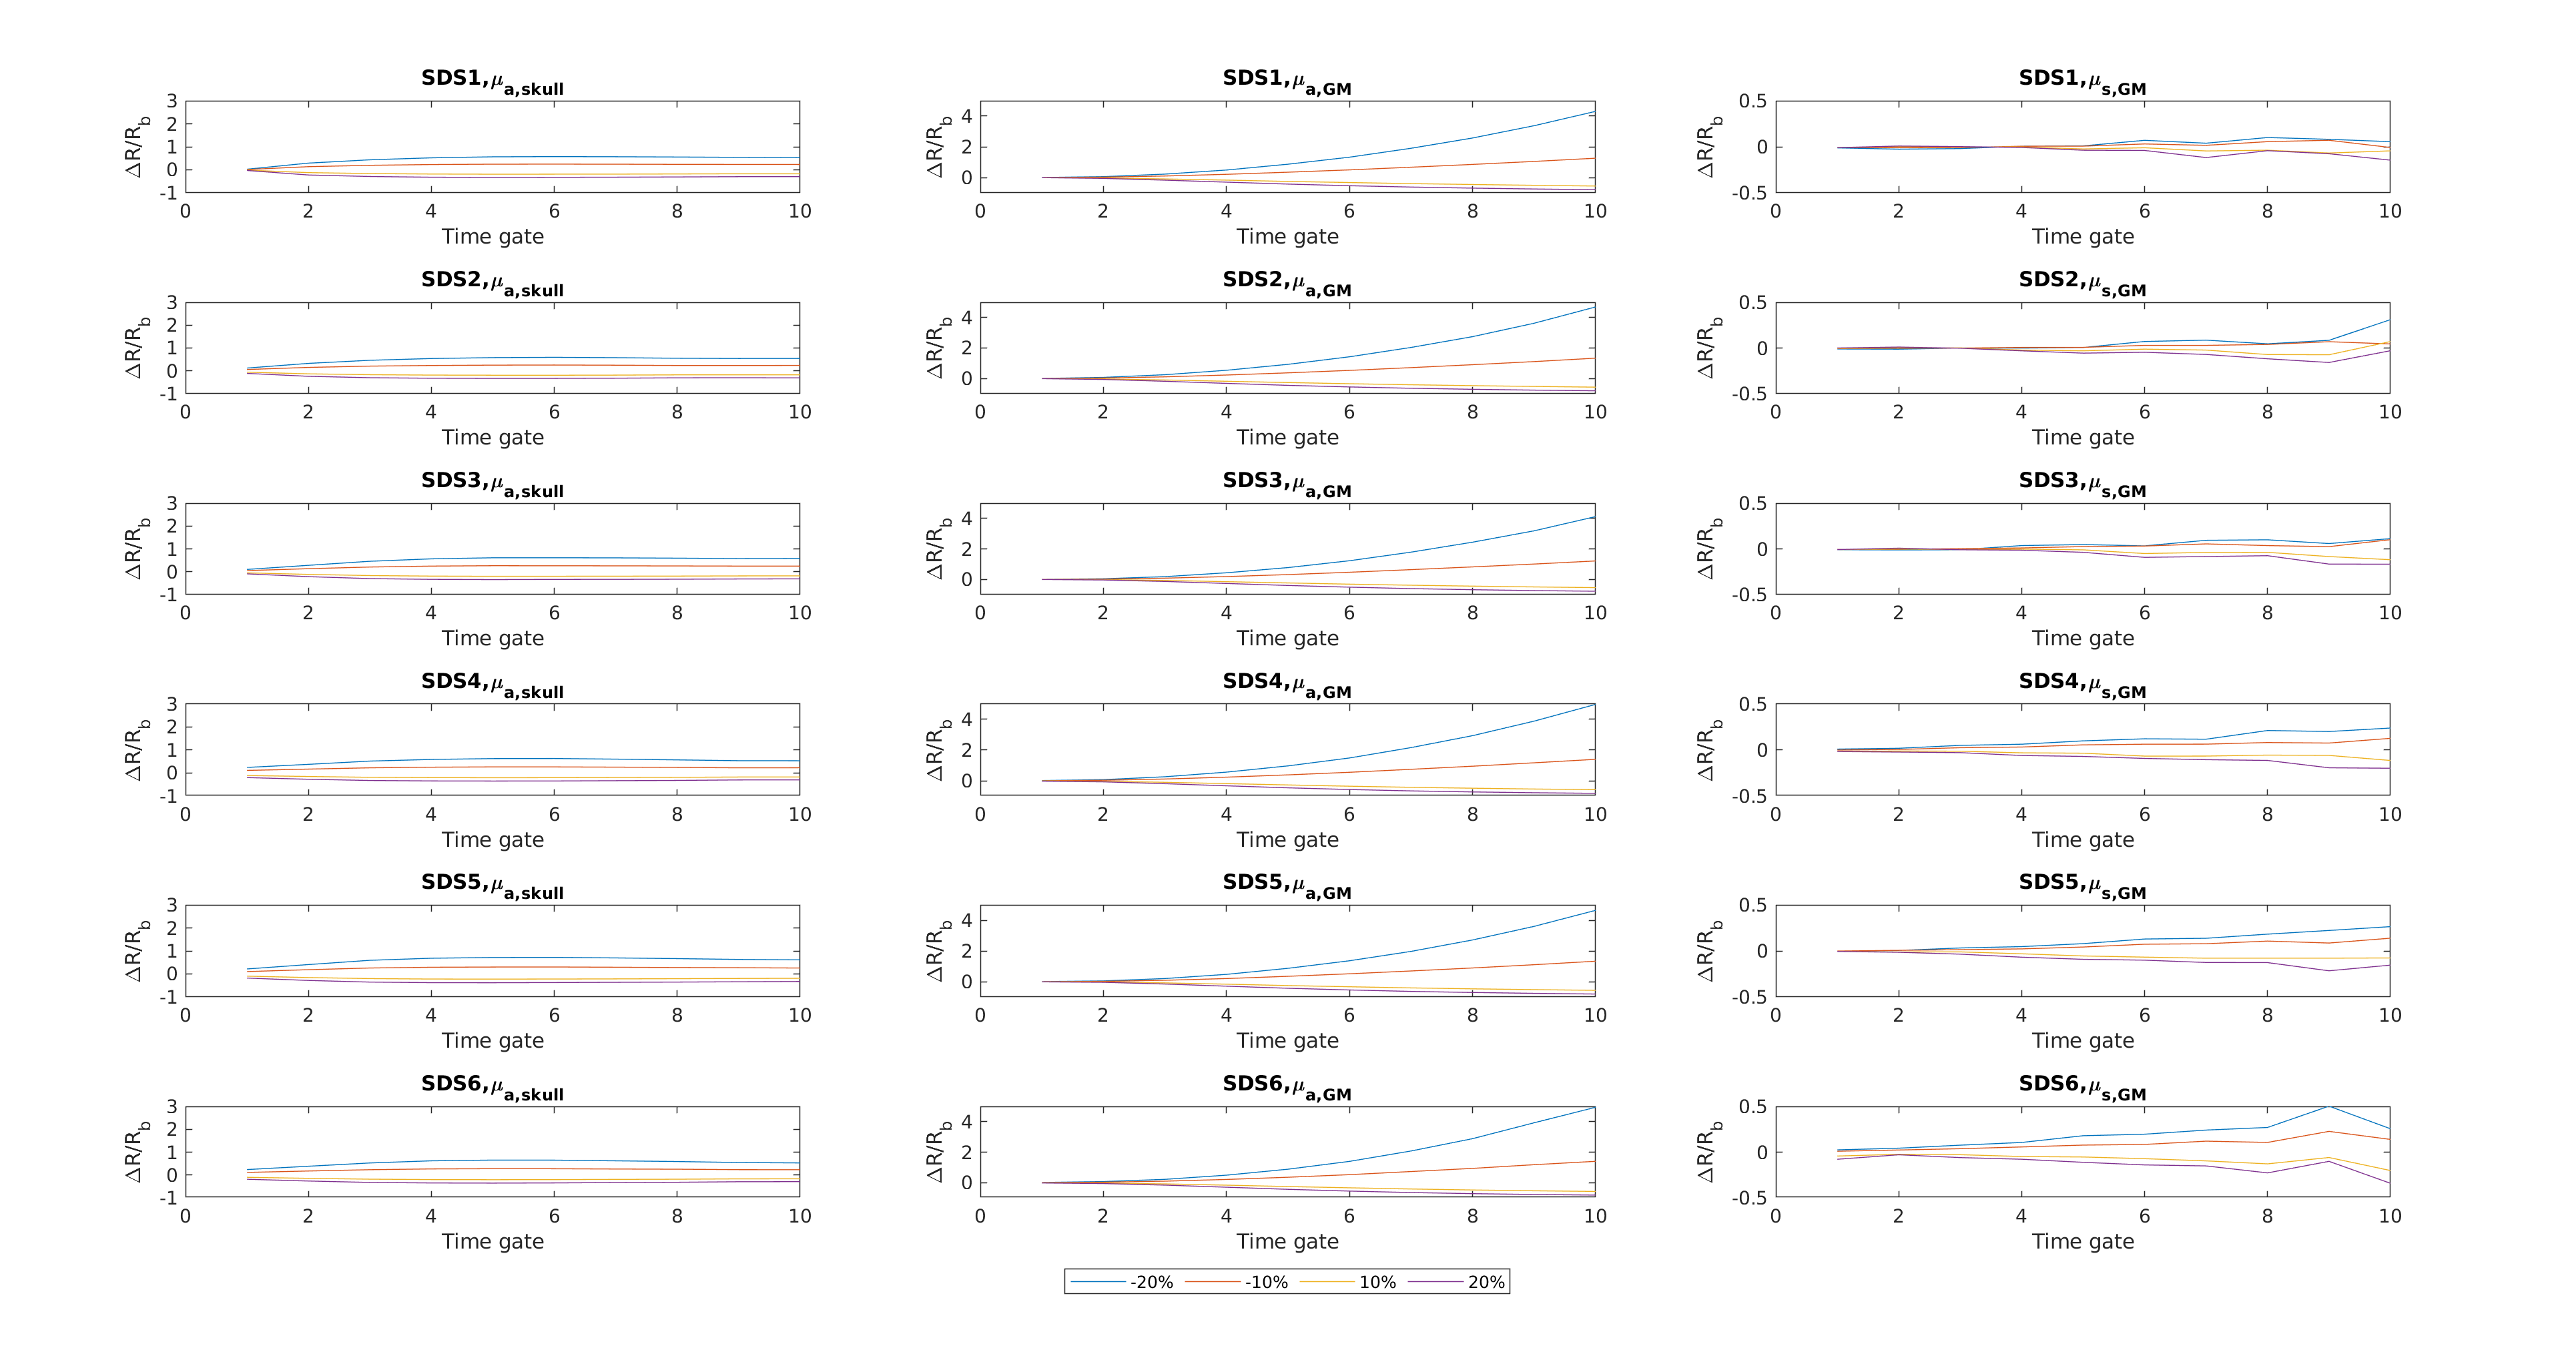 SDS1,μa,skull
ΔR/Rb
3
2
1
0
-1
0 2 4 6 8 10
Time gate
SDS1,μa,GM
ΔR/Rb
4
2
0
0 2 4 6 8 10
Time gate
SDS1,μs,GM
ΔR/Rb
0.5
0
-0.5
0 2 4 6 8 10
Time gate
SDS2,μa,skull
ΔR/Rb
3
2
1
0
-1
0 2 4 6 8 10
Time gate
SDS2,μa,GM
ΔR/Rb
4
2
0
0 2 4 6 8 10
Time gate
SDS2,μs,GM
ΔR/Rb
0.5
0
-0.5
0 2 4 6 8 10
Time gate
SDS3,μa,skull
ΔR/Rb
3
2
1
0
-1
0 2 4 6 8 10
Time gate
SDS3,μa,GM
ΔR/Rb
4
2
0
0 2 4 6 8 10
Time gate
SDS3,μs,GM
ΔR/Rb
0.5
0
-0.5
0 2 4 6 8 10
Time gate
SDS4,μa,skull
ΔR/Rb
3
2
1
0
-1
0 2 4 6 8 10
Time gate
SDS4,μa,GM
ΔR/Rb
4
2
0
0 2 4 6 8 10
Time gate
SDS4,μs,GM
ΔR/Rb
0.5
0
-0.5
0 2 4 6 8 10
Time gate
SDS5,μa,skull
ΔR/Rb
3
2
1
0
-1
0 2 4 6 8 10
Time gate
SDS5,μa,GM
ΔR/Rb
4
2
0
0 2 4 6 8 10
Time gate
SDS5,μs,GM
ΔR/Rb
0.5
0
-0.5
0 2 4 6 8 10
Time gate
SDS6,μa,skull
ΔR/Rb
3
2
1
0
-1
0 2 4 6 8 10
Time gate
SDS6,μa,GM
ΔR/Rb
4
2
0
0 2 4 6 8 10
Time gate
SDS6,μs,GM
ΔR/Rb
0.5
0
-0.5
0 2 4 6 8 10
Time gate
-20% -10% 10% 20%